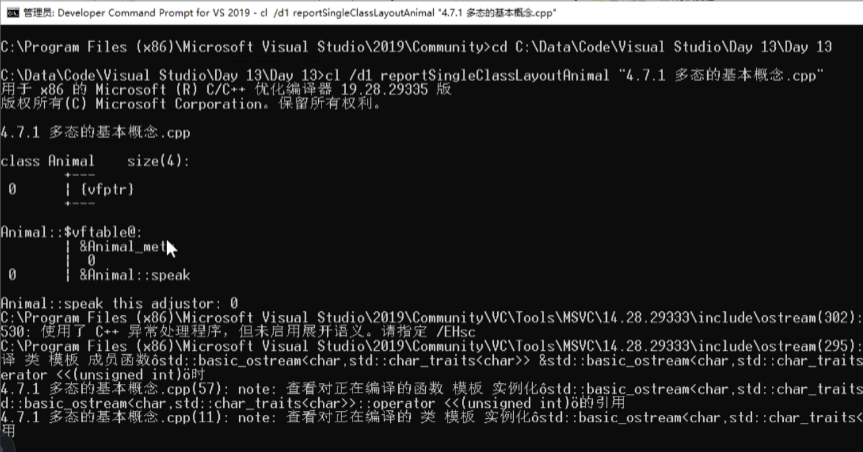 管理员: Developer Command Prompt for VS 2019 - cl  /d1 reportSingleClassLayoutAnimal "4.7.1 多态的基本概念.cpp"
C:\Program Files (x86)\Microsoft Visual Studio\2019\Community>cd C:\Data\Code\Visual Studio\Day 13\Day 13
C:\Data\Code\Visual Studio\Day 13\Day 13>cl /d1 reportSingleClassLayoutAnimal "4.7.1 多态的基本概念.cpp"
用于 x86 的 Microsoft (R) C/C++ 优化编译器 19.28.29335 版
版权所有(C) Microsoft Corporation。保留所有权利。
4.7.1 多态的基本概念.cpp
class Animal    size(4):
        +---
 0      | {vfptr}
        +---
Animal::$vftable@:
        | &Animal_met
        |  0
 0      | &Animal::speak
Animal::speak this adjustor: 0
C:\Program Files (x86)\Microsoft Visual Studio\2019\Community\VC\Tools\MSVC\14.28.29333\include\ostream(302):
530: 使用了 C++ 异常处理程序，但未启用展开语义。请指定 /EHsc
C:\Program Files (x86)\Microsoft Visual Studio\2019\Community\VC\Tools\MSVC\14.28.29333\include\ostream(295):
译 类 模板 成员函数ôstd::basic_ostream<char,std::char_traits<char>> &std::basic_ostream<char,std::char_traits
erator <<(unsigned int)ö时
4.7.1 多态的基本概念.cpp(57): note: 查看对正在编译的函数 模板 实例化ôstd::basic_ostream<char,std::char_traits
d::basic_ostream<char,std::char_traits<char>>::operator <<(unsigned int)ö的引用
4.7.1 多态的基本概念.cpp(11): note: 查看对正在编译的 类 模板 实例化ôstd::basic_ostream<char,std::char_traits<
用